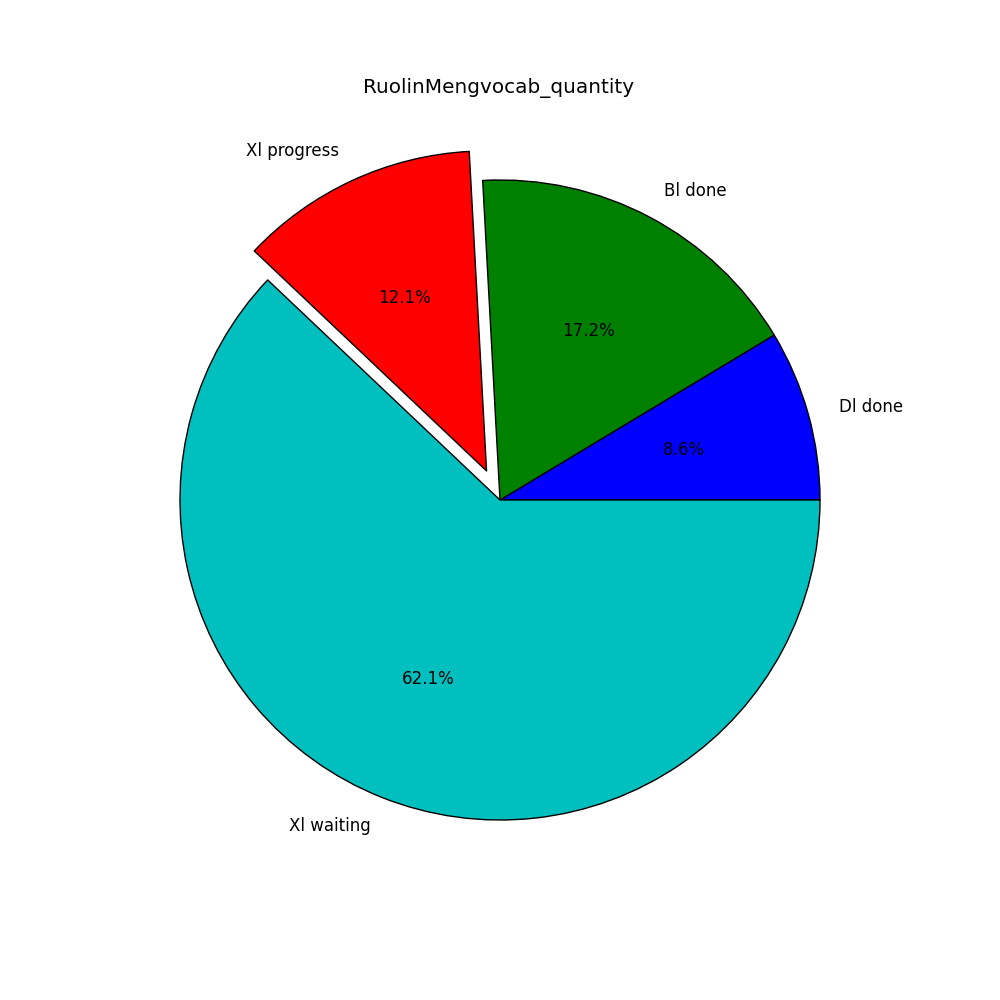 RuolinMengvocab_quantity
Xl progress
Bl done
12.1%
17.2%
Dl done
8.6%
62.1%
Xl waiting